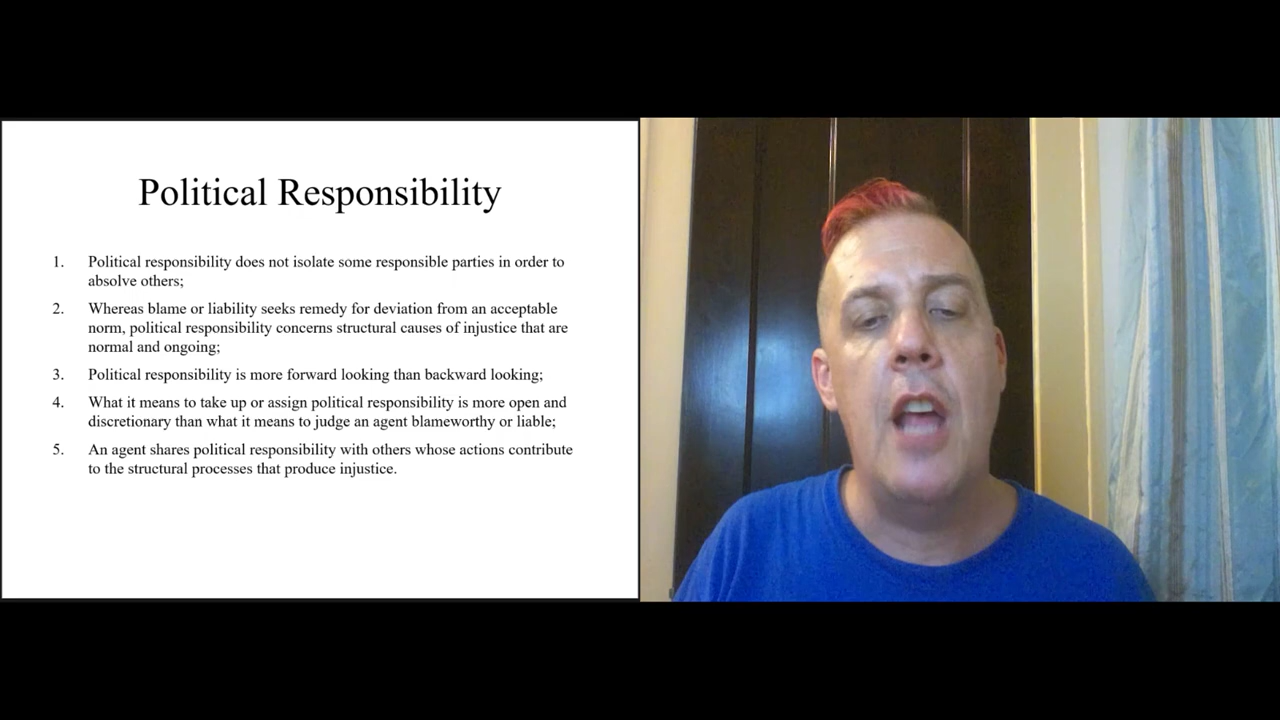 Political Responsibility
1. Political responsibility does not isolate some responsible parties in order to
absolve others;
2. Whereas blame or liability seeks remedy for deviation from an acceptable
norm, political responsibility concerns structural causes of injustice that are
normal and ongoing;
3. Political responsibility is more forward looking than backward looking;
4. What it means to take up or assign political responsibility is more open and
discretionary than what it means to judge an agent blameworthy or liable;
5. An agent shares political responsibility with others whose actions contribute
to the structural processes that produce injustice.